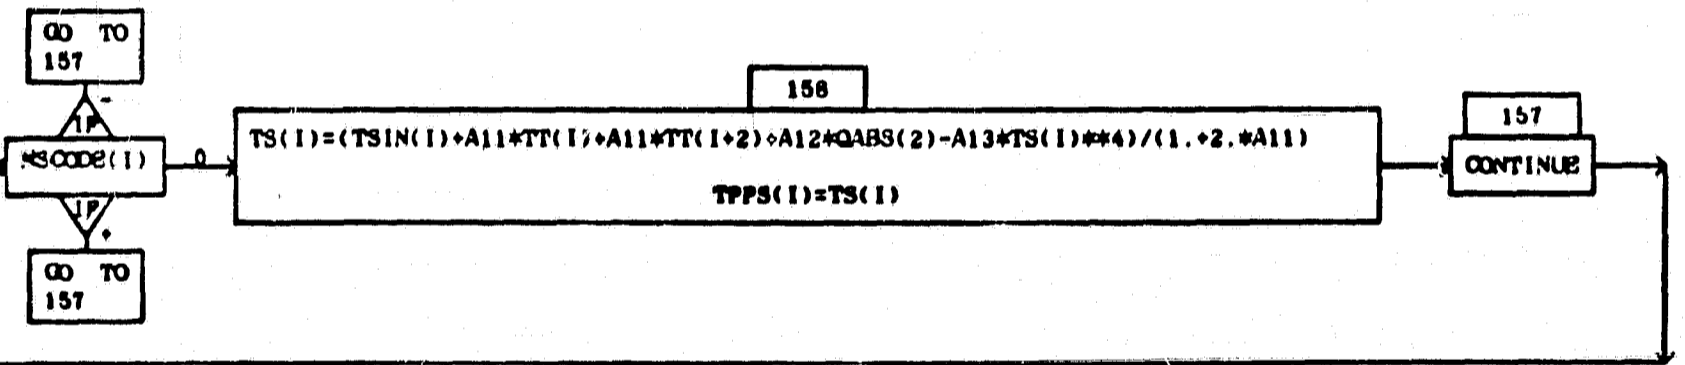 GO TO
157
-
IF
*SCODE(I)
0
IF
+
GO TO
157
158
TS(I)=(TSIN(I)+A11*TT(I)+A11*TT(I+2)+A12*QABS(2)-A13*TS(I)**4)/(1.+2.*A11)
TPPS(I)=TS(I)
157
CONTINUE